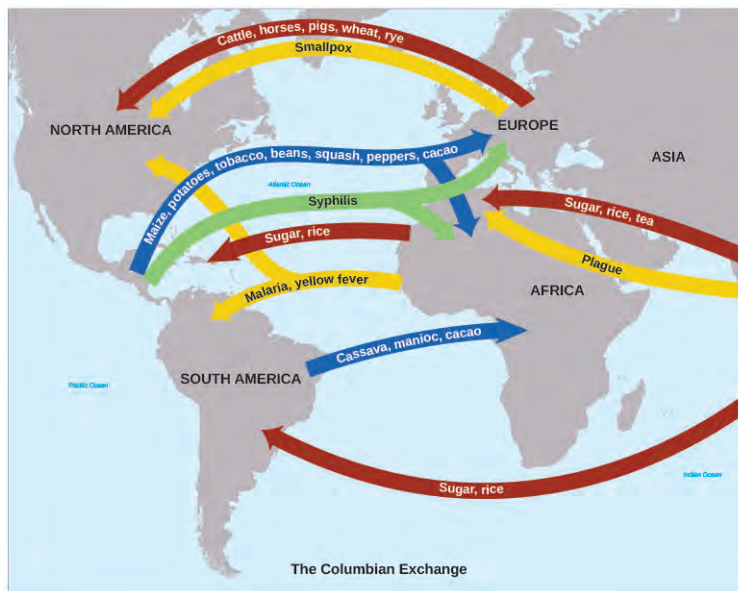 Cattle, horses, pigs, wheat, rye
Smallpox
NORTH AMERICA
EUROPE
ASIA
Maize, potatoes, tobacco, beans, squash, peppers, cacao
Atlantic Ocean
Syphilis
Sugar, rice, tea
Sugar, rice
Plague
Malaria, yellow fever
AFRICA
Cassava, manioc, cacao
SOUTH AMERICA
Pacific Ocean
Indian Ocean
Sugar, rice
The Columbian Exchange